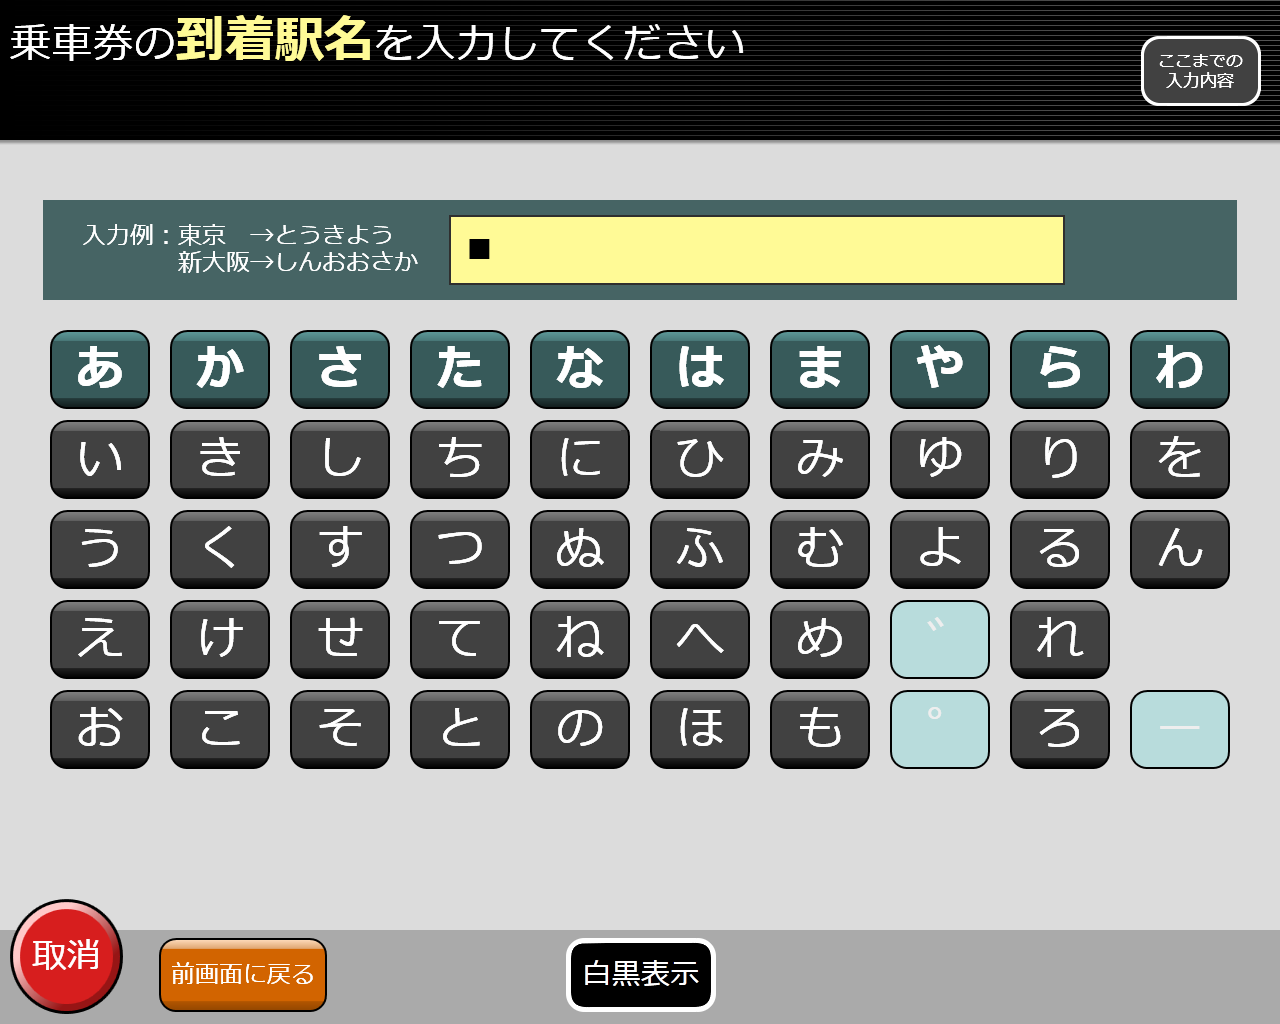 乗車券の到着駅名を入力してください
ここまでの
入力内容
入力例：東京　→とうきよう
新大阪→しんおおさか
あ か さ た な は ま や ら わ
い き し ち に ひ み ゆ り を
う く す つ ぬ ふ む よ る ん
え け せ て ね へ め ゛ れ
お こ そ と の ほ も ゜ ろ ー
取消
前画面に戻る
白黒表示